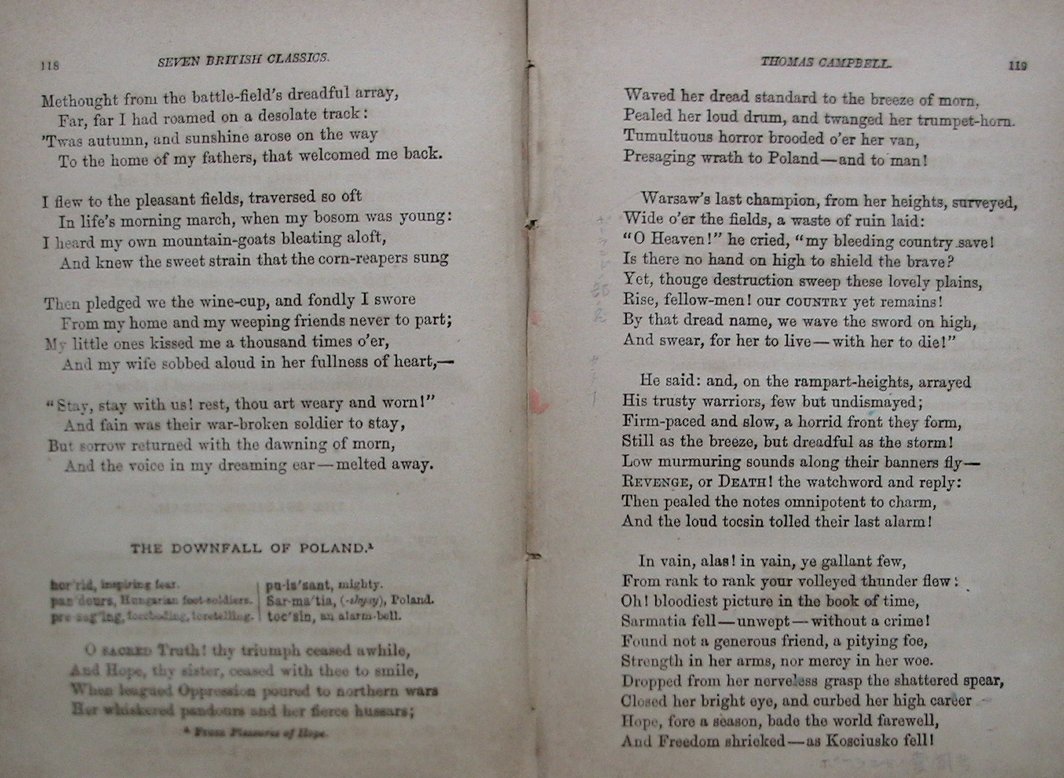 118
SEVEN BRITISH CLASSICS.
Methought from the battle-field's dreadful array,
Far, far I had roamed on a desolate track:
'Twas autumn, and sunshine arose on the way
To the home of my fathers, that welcomed me back.
I flew to the pleasant fields, traversed so oft
In life's morning march, when my bosom was young:
I heard my own mountain-goats bleating aloft,
And knew the sweet strain that the corn-reapers sung
Then pledged we the wine-cup, and fondly I swore
From my home and my weeping friends never to part;
My little ones kissed me a thousand times o'er,
And my wife sobbed aloud in her fullness of heart,—
"Stay, stay with us! rest, thou art weary and worn!"
And fain was their war-broken soldier to stay,
But sorrow returned with the dawning of morn,
And the voice in my dreaming ear—melted away.
THE DOWNFALL OF POLAND.¹
hor'rid, inspiring fear.
pan'dours, Hungarian foot-soldiers.
pre sag'ing, foreboding, foretelling.
pu-is'sant, mighty.
Sar-ma'tia, (-shya), Poland.
toc'sin, an alarm-bell.
O SACRED Truth! thy triumph ceased awhile,
And Hope, thy sister, ceased with thee to smile,
When leagued Oppression poured to northern wars
Her whiskered pandours and her fierce hussars;
¹ From Pleasures of Hope.
THOMAS CAMPBELL.
119
Waved her dread standard to the breeze of morn,
Pealed her loud drum, and twanged her trumpet-horn.
Tumultuous horror brooded o'er her van,
Presaging wrath to Poland—and to man!
Warsaw's last champion, from her heights, surveyed,
Wide o'er the fields, a waste of ruin laid:
"O Heaven!" he cried, "my bleeding country save!
Is there no hand on high to shield the brave?
Yet, thouge destruction sweep these lovely plains,
Rise, fellow-men! our COUNTRY yet remains!
By that dread name, we wave the sword on high,
And swear, for her to live—with her to die!"
He said: and, on the rampart-heights, arrayed
His trusty warriors, few but undismayed;
Firm-paced and slow, a horrid front they form,
Still as the breeze, but dreadful as the storm!
Low murmuring sounds along their banners fly—
REVENGE, or DEATH! the watchword and reply:
Then pealed the notes omnipotent to charm,
And the loud tocsin tolled their last alarm!
In vain, alas! in vain, ye gallant few,
From rank to rank your volleyed thunder flew:
Oh! bloodiest picture in the book of time,
Sarmatia fell—unwept—without a crime!
Found not a generous friend, a pitying foe,
Strength in her arms, nor mercy in her woe.
Dropped from her nerveless grasp the shattered spear,
Closed her bright eye, and curbed her high career
Hope, fore a season, bade the world farewell,
And Freedom shrieked—as Kosciusko fell!